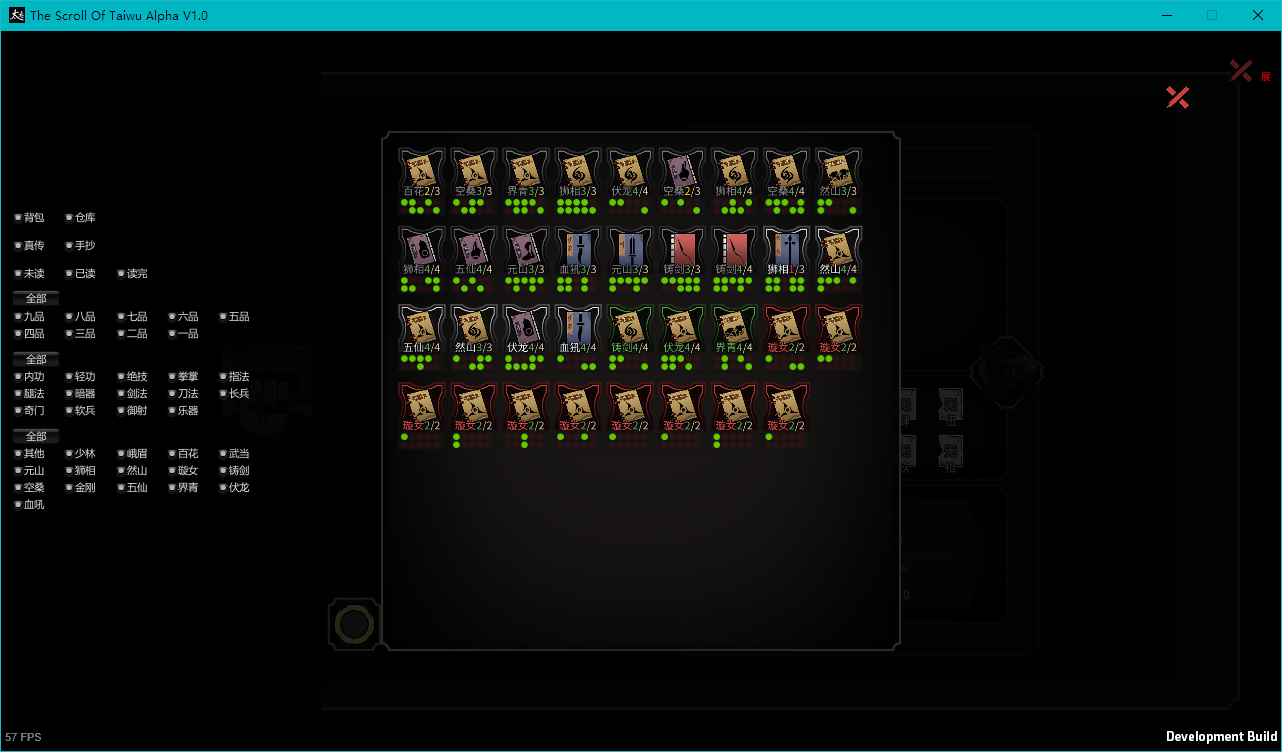 The Scroll Of Taiwu Alpha V1.0
展
背包 仓库
真传 手抄
未读 已读 读完
全部
九品 八品 七品 六品 五品
四品 三品 二品 一品
全部
内功 轻功 绝技 拳掌 指法
腿法 暗器 剑法 刀法 长兵
奇门 软兵 御射 乐器
全部
其他 少林 峨眉 百花 武当
元山 狮相 然山 璇女 铸剑
空桑 金刚 五仙 界青 伏龙
血吼
百花2/3 空桑3/3 界青3/3 狮相3/3 伏龙4/4 空桑2/3 狮相4/4 空桑4/4 然山3/3
狮相4/4 五仙4/4 元山3/3 血犼3/3 元山3/3 铸剑3/3 铸剑4/4 狮相1/3 然山4/4
五仙4/4 然山3/3 伏龙4/4 血犼4/4 铸剑4/4 伏龙4/4 界青4/4 璇女2/2 璇女2/2
璇女2/2 璇女2/2 璇女2/2 璇女2/2 璇女2/2 璇女2/2 璇女2/2 璇女2/2
57 FPS
Development Build